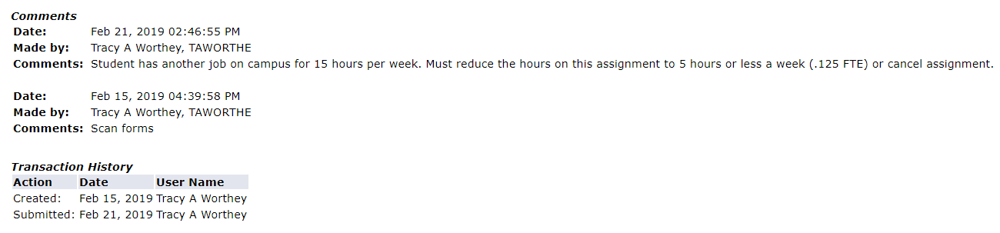 Comments
Date: Feb 21, 2019 02:46:55 PM
Made by: Tracy A Worthey, TAWORTHE
Comments: Student has another job on campus for 15 hours per week. Must reduce the hours on this assignment to 5 hours or less a week (.125 FTE) or cancel assignment.
Date: Feb 15, 2019 04:39:58 PM
Made by: Tracy A Worthey, TAWORTHE
Comments: Scan forms
Transaction History
Action Date User Name
Created: Feb 15, 2019 Tracy A Worthey
Submitted: Feb 21, 2019 Tracy A Worthey